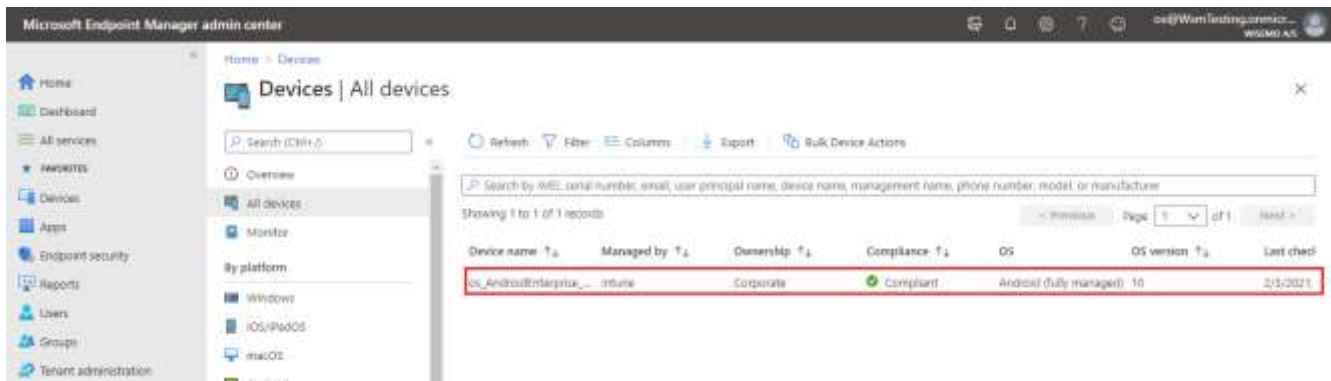 Microsoft Endpoint Manager admin center
WISEMO A/S
Home
Dashboard
All services
FAVORITES
Devices
Apps
Endpoint security
Reports
Users
Groups
Tenant administration
Home > Devices
Devices | All devices
Search (Ctrl+/)
Overview
All devices
Monitor
By platform
Windows
iOS/iPadOS
macOS
Refresh Filter Columns Export Bulk Device Actions
Search by IMEI, serial number, email, user principal name, device name, management name, phone number, model, or manufacturer
Showing 1 to 1 of 1 records
< Previous Page 1 of 1 Next >
Device name Managed by Ownership Compliance OS OS version Last check
os_AndroidEnterprise_... Intune Corporate Compliant Android (fully managed) 10 2/5/2021,